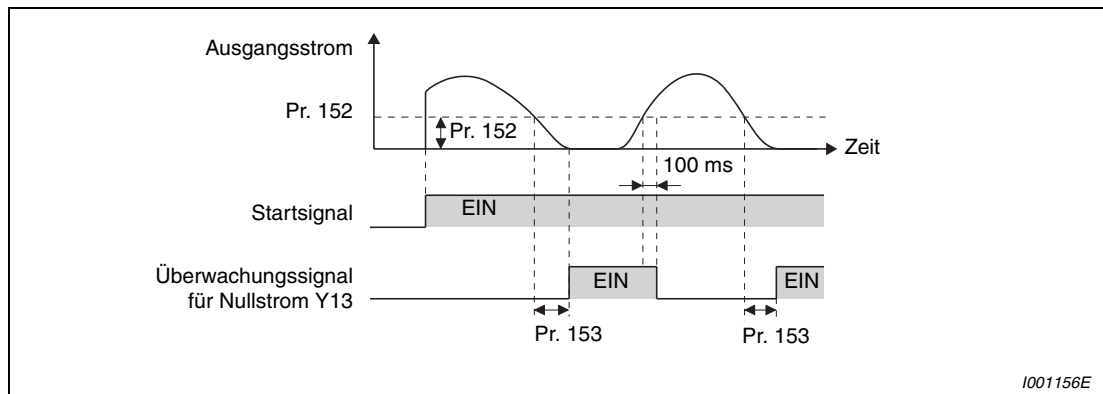 Ausgangsstrom
Pr. 152
Pr. 152
Zeit
100 ms
Startsignal
EIN
Überwachungssignal
für Nullstrom Y13
EIN
EIN
Pr. 153
Pr. 153
I001156E